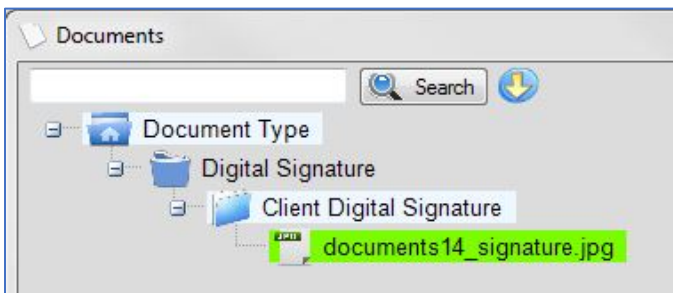 Documents
Search
Document Type
Digital Signature
Client Digital Signature
documents14_signature.jpg